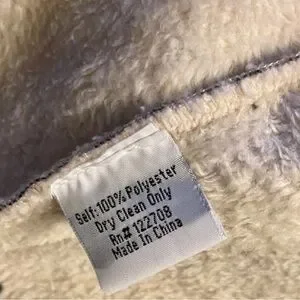 Self:100% Polyester
Dry Clean Only
Rn# 122708
Made In China